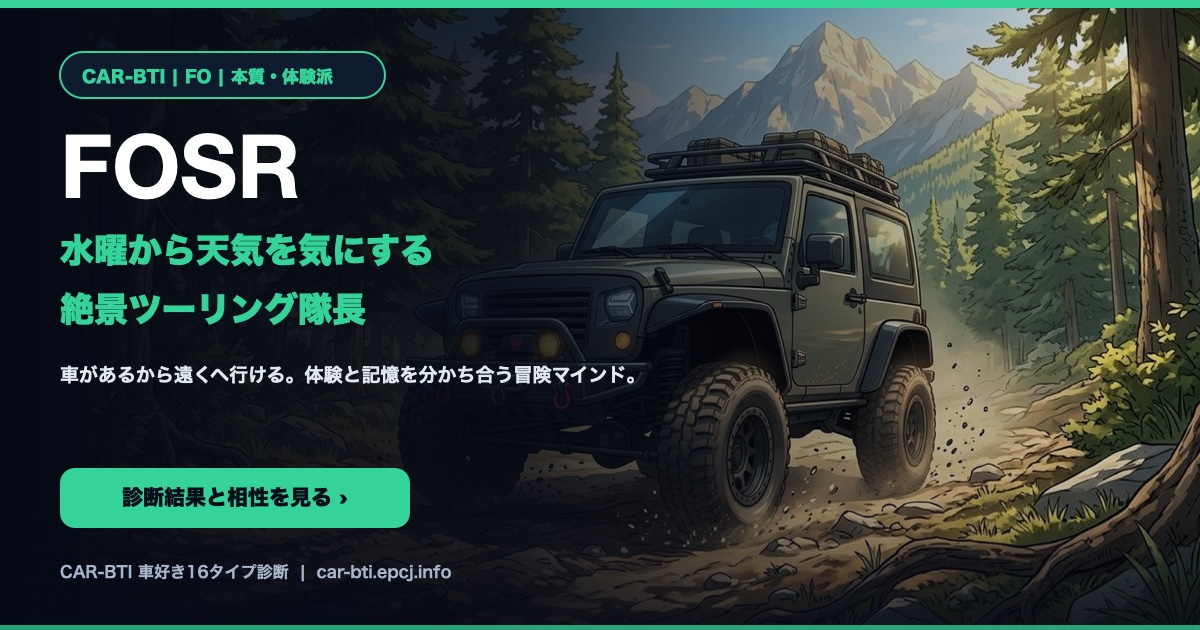 CAR-BTI | FO | 本質・体験派
FOSR
水曜から天気を気にする
絶景ツーリング隊長
車があるから遠くへ行ける。体験と記憶を分かち合う冒険マインド。
診断結果と相性を見る ›
CAR-BTI 車好き16タイプ診断 | car-bti.epcj.info